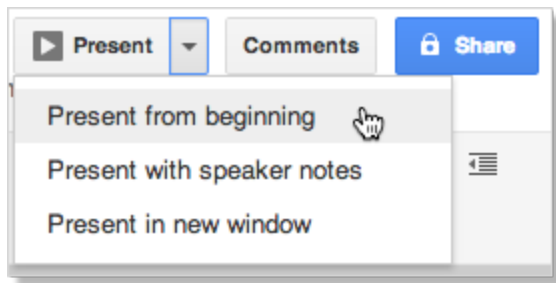 Present Comments Share
Present from beginning
Present with speaker notes
Present in new window